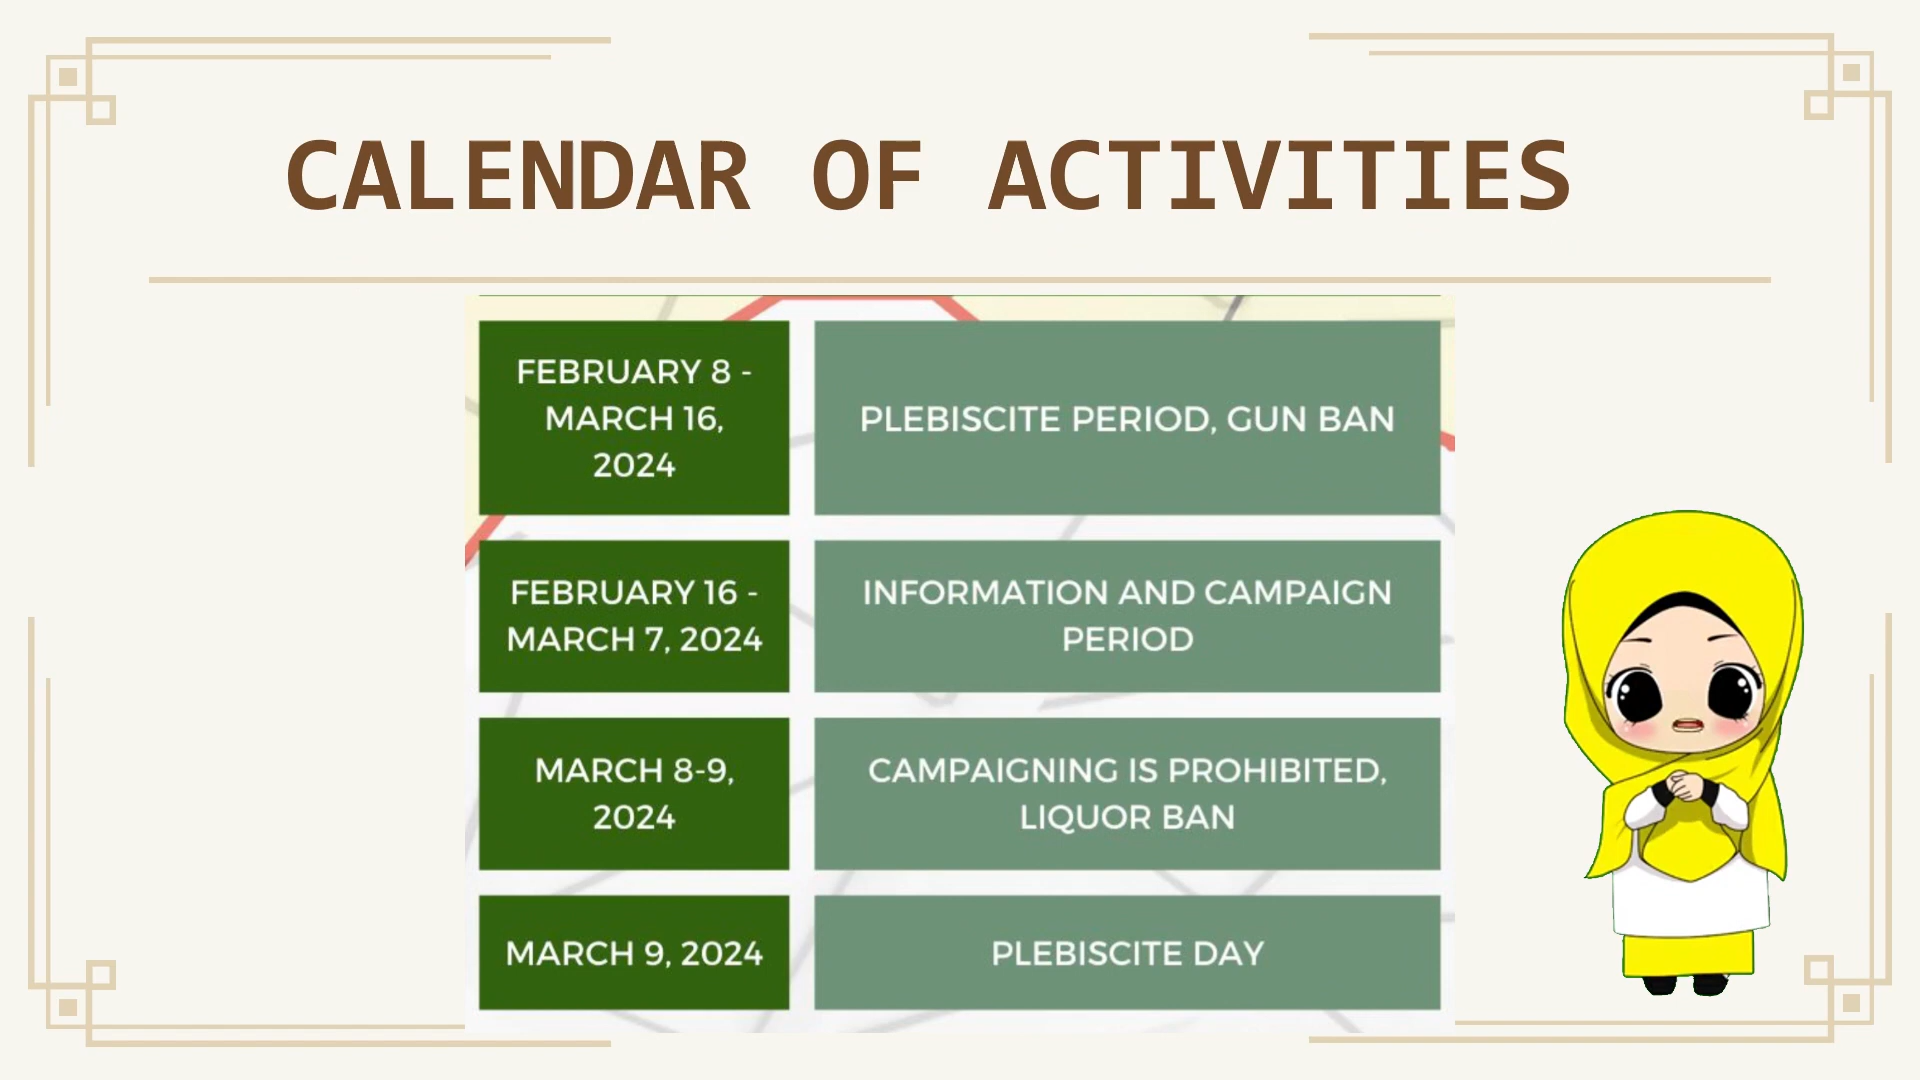 CALENDAR OF ACTIVITIES
FEBRUARY 8 -
MARCH 16,
2024
PLEBISCITE PERIOD, GUN BAN
FEBRUARY 16 -
MARCH 7, 2024
INFORMATION AND CAMPAIGN
PERIOD
MARCH 8-9,
2024
CAMPAIGNING IS PROHIBITED,
LIQUOR BAN
MARCH 9, 2024
PLEBISCITE DAY